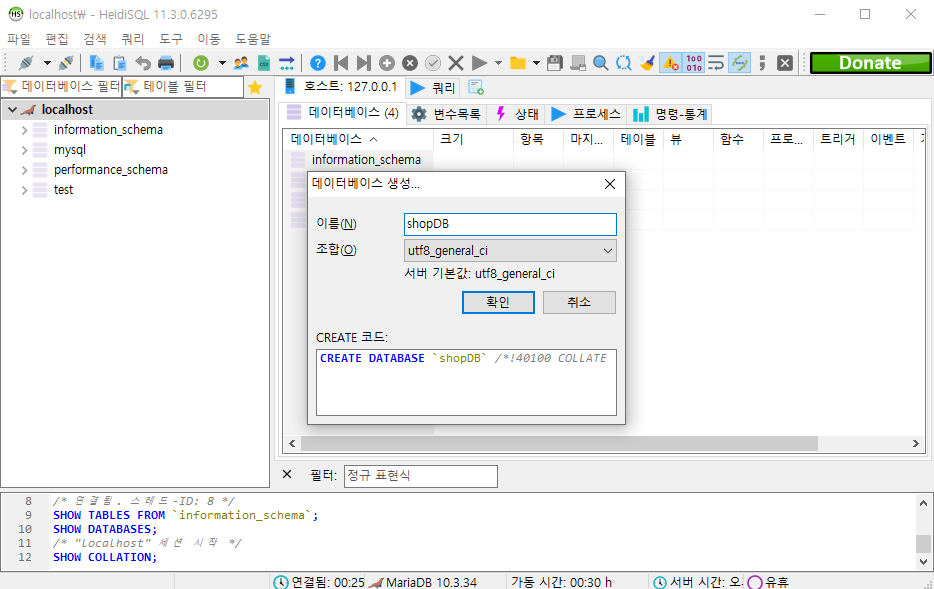 localhost₩ - HeidiSQL 11.3.0.6295
파일 편집 검색 쿼리 도구 이동 도움말
Donate
데이터베이스 필터 테이블 필터
호스트: 127.0.0.1 쿼리
데이터베이스 (4) 변수목록 상태 프로세스 명령-통계
localhost
information_schema
mysql
performance_schema
test
데이터베이스 크기 항목 마지... 테이블 뷰 함수 프로... 트리거 이벤트
information_schema
데이터베이스 생성...
이름(N) shopDB
조합(O) utf8_general_ci
서버 기본값: utf8_general_ci
확인 취소
CREATE 코드:
CREATE DATABASE `shopDB` /*!40100 COLLATE
필터: 정규 표현식
8 /* 연결됨. 스레드-ID: 8 */
9 SHOW TABLES FROM `information_schema`;
10 SHOW DATABASES;
11 /* "localhost" 세션 시작 */
12 SHOW COLLATION;
연결됨: 00:25 MariaDB 10.3.34 가동 시간: 00:30 h 서버 시간: 오 유휴